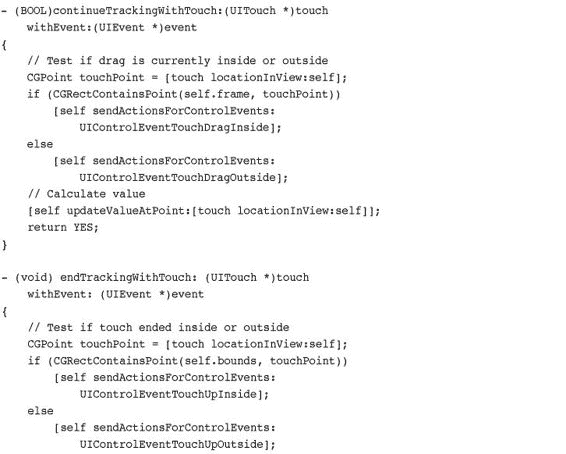 - (BOOL)continueTrackingWithTouch:(UITouch *)touch
    withEvent:(UIEvent *)event
{
    // Test if drag is currently inside or outside
    CGPoint touchPoint = [touch locationInView:self];
    if (CGRectContainsPoint(self.frame, touchPoint))
        [self sendActionsForControlEvents:
            UIControlEventTouchDragInside];
    else
        [self sendActionsForControlEvents:
            UIControlEventTouchDragOutside];
    // Calculate value
    [self updateValueAtPoint:[touch locationInView:self]];
    return YES;
}

- (void) endTrackingWithTouch: (UITouch *)touch
    withEvent: (UIEvent *)event
{
    // Test if touch ended inside or outside
    CGPoint touchPoint = [touch locationInView:self];
    if (CGRectContainsPoint(self.bounds, touchPoint))
        [self sendActionsForControlEvents:
            UIControlEventTouchUpInside];
    else
        [self sendActionsForControlEvents:
            UIControlEventTouchUpOutside];